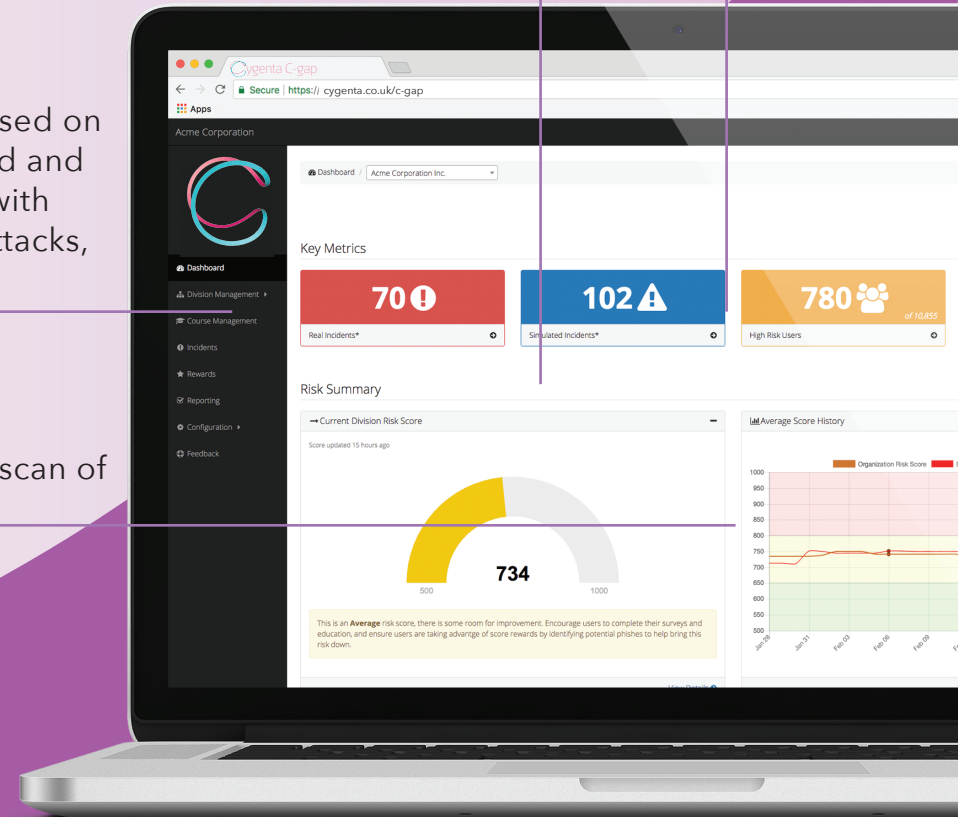 sed on
d and
with
ttacks,
scan of
Cygenta C-gap
Secure | https:// cygenta.co.uk/c-gap
Apps
Acme Corporation
Dashboard
Division Management
Course Management
Incidents
Rewards
Reporting
Configuration
Feedback
Dashboard / Acme Corporation Inc.
Key Metrics
70
Real Incidents*
102
Simulated Incidents*
780
of 10,855
High Risk Users
Risk Summary
Current Division Risk Score
Score updated 15 hours ago
734
500
1000
This is an Average risk score, there is some room for improvement. Encourage users to complete their surveys and
education, and ensure users are taking advantge of score rewards by identifying potential phishes to help bring this
risk down.
View Details
Average Score History
Organization Risk Score
1000
950
900
850
800
750
700
650
600
550
500
Jan 28
Jan 31
Feb 03
Feb 06
Feb 09